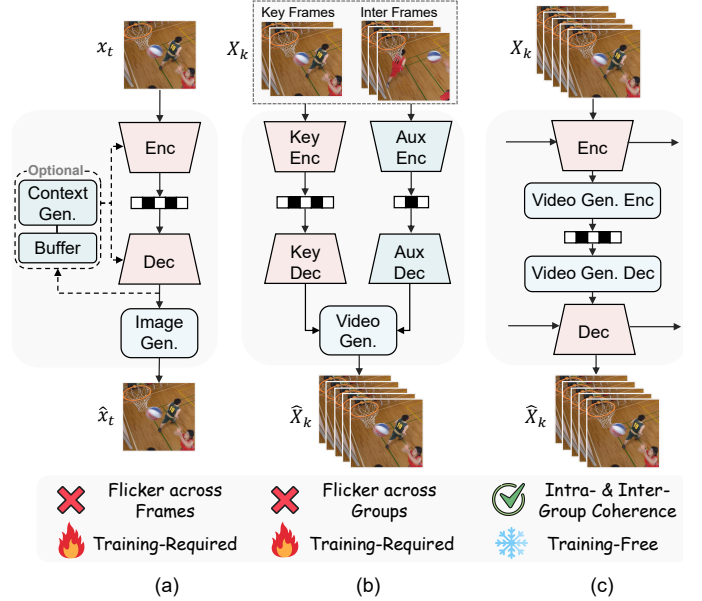 x_t
Enc
Optional
Context
Gen.
Buffer
Dec
Image
Gen.
x̂_t
Flicker across
Frames
Training-Required
(a)
Key Frames
Inter Frames
X_k
Key
Enc
Aux
Enc
Key
Dec
Aux
Dec
Video
Gen.
X̂_k
Flicker across
Groups
Training-Required
(b)
X_k
Enc
Video Gen. Enc
Video Gen. Dec
Dec
X̂_k
Intra- & Inter-
Group Coherence
Training-Free
(c)